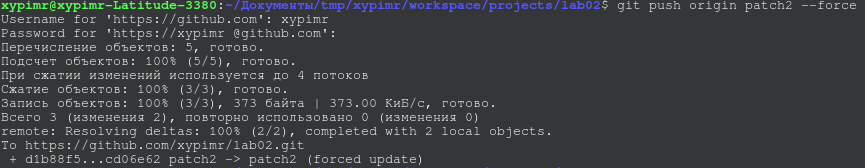 xypimr@xypimr-Latitude-3380:~/Документы/tmp/xypimr/workspace/projects/lab02$ git push origin patch2 --force
Username for 'https://github.com': xypimr
Password for 'https://xypimr @github.com':
Перечисление объектов: 5, готово.
Подсчет объектов: 100% (5/5), готово.
При сжатии изменений используется до 4 потоков
Сжатие объектов: 100% (3/3), готово.
Запись объектов: 100% (3/3), 373 байта | 373.00 КиБ/с, готово.
Всего 3 (изменения 2), повторно использовано 0 (изменения 0)
remote: Resolving deltas: 100% (2/2), completed with 2 local objects.
To https://github.com/xypimr/lab02.git
 + d1b88f5...cd06e62 patch2 -> patch2 (forced update)